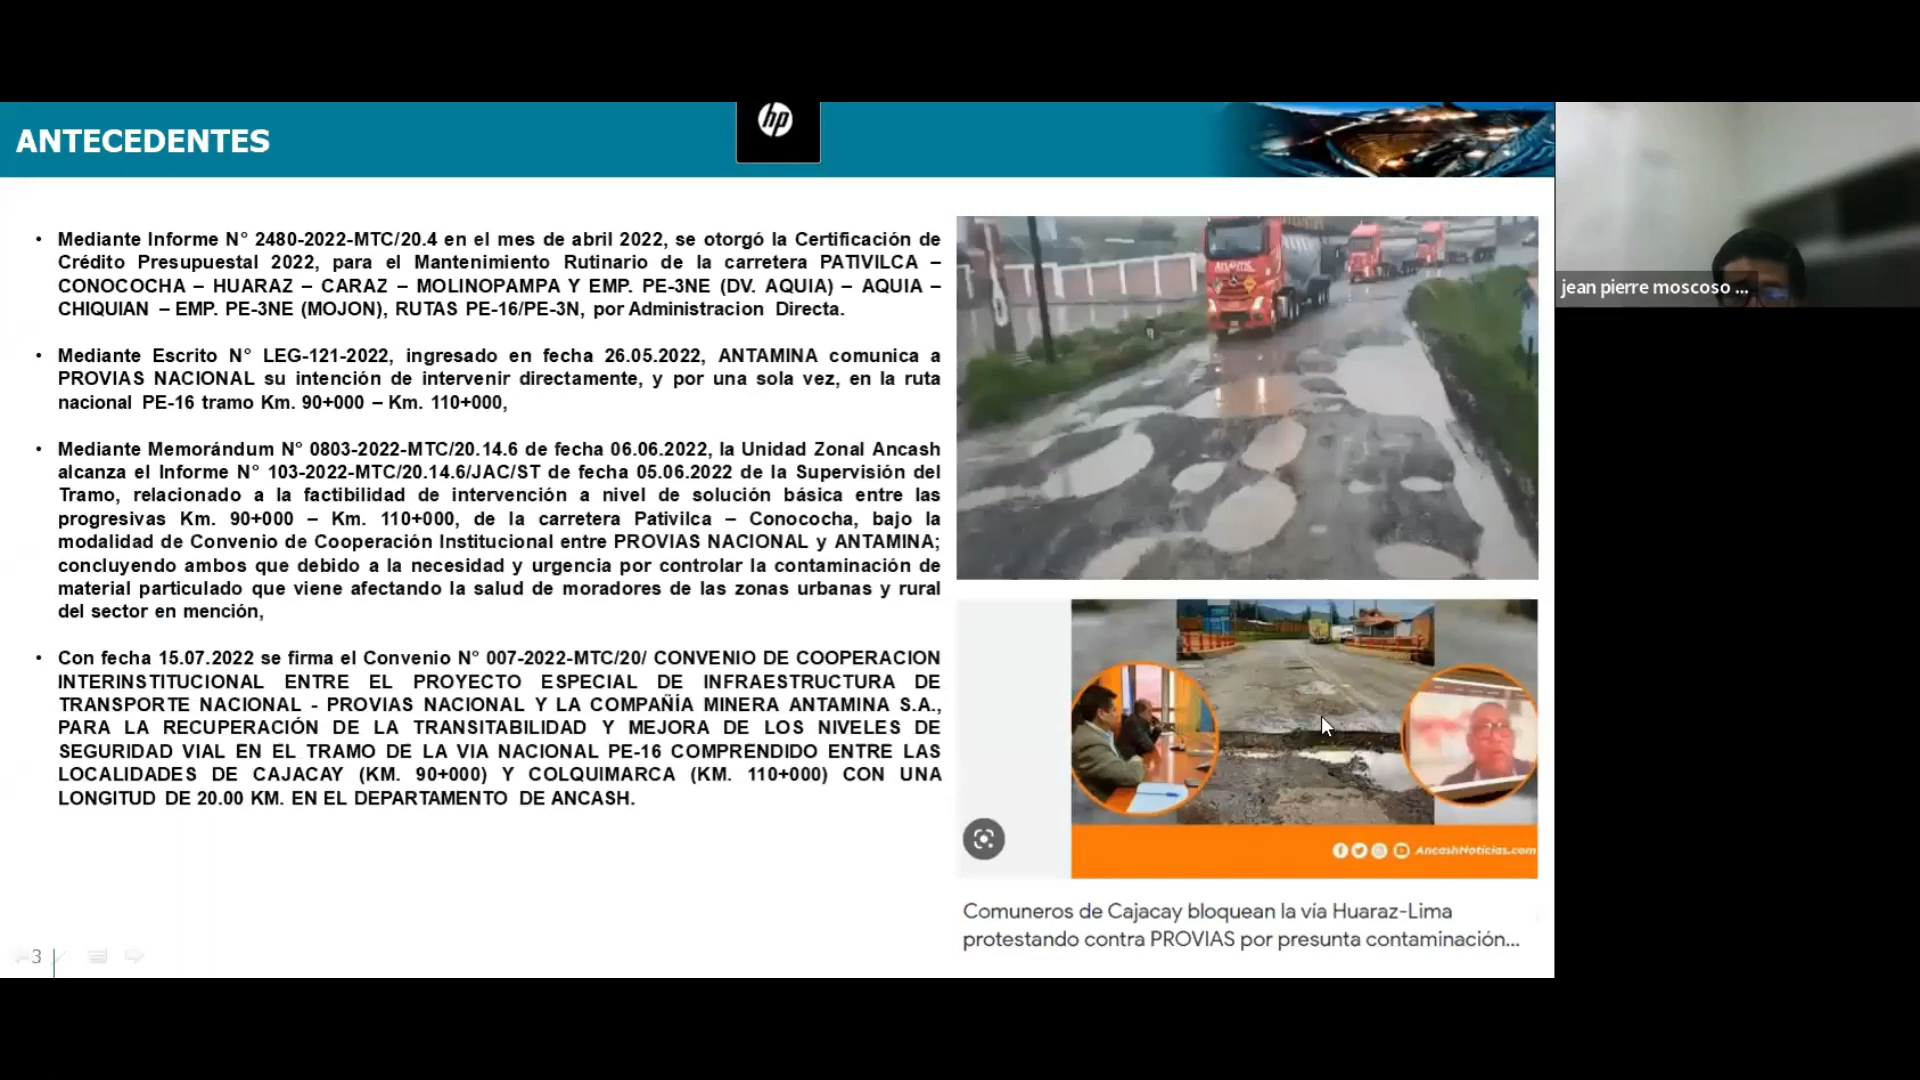 ANTECEDENTES
hp
• Mediante Informe N° 2480-2022-MTC/20.4 en el mes de abril 2022, se otorgó la Certificación de
Crédito Presupuestal 2022, para el Mantenimiento Rutinario de la carretera PATIVILCA –
CONOCOCHA – HUARAZ – CARAZ – MOLINOPAMPA Y EMP. PE-3NE (DV. AQUIA) – AQUIA –
CHIQUIAN – EMP. PE-3NE (MOJON), RUTAS PE-16/PE-3N, por Administracion Directa.
• Mediante Escrito N° LEG-121-2022, ingresado en fecha 26.05.2022, ANTAMINA comunica a
PROVIAS NACIONAL su intención de intervenir directamente, y por una sola vez, en la ruta
nacional PE-16 tramo Km. 90+000 – Km. 110+000,
• Mediante Memorándum N° 0803-2022-MTC/20.14.6 de fecha 06.06.2022, la Unidad Zonal Ancash
alcanza el Informe N° 103-2022-MTC/20.14.6/JAC/ST de fecha 05.06.2022 de la Supervisión del
Tramo, relacionado a la factibilidad de intervención a nivel de solución básica entre las
progresivas Km. 90+000 – Km. 110+000, de la carretera Pativilca – Conococha, bajo la
modalidad de Convenio de Cooperación Institucional entre PROVIAS NACIONAL y ANTAMINA;
concluyendo ambos que debido a la necesidad y urgencia por controlar la contaminación de
material particulado que viene afectando la salud de moradores de las zonas urbanas y rural
del sector en mención,
• Con fecha 15.07.2022 se firma el Convenio N° 007-2022-MTC/20/ CONVENIO DE COOPERACION
INTERINSTITUCIONAL ENTRE EL PROYECTO ESPECIAL DE INFRAESTRUCTURA DE
TRANSPORTE NACIONAL - PROVIAS NACIONAL Y LA COMPAÑÍA MINERA ANTAMINA S.A.,
PARA LA RECUPERACIÓN DE LA TRANSITABILIDAD Y MEJORA DE LOS NIVELES DE
SEGURIDAD VIAL EN EL TRAMO DE LA VIA NACIONAL PE-16 COMPRENDIDO ENTRE LAS
LOCALIDADES DE CAJACAY (KM. 90+000) Y COLQUIMARCA (KM. 110+000) CON UNA
LONGITUD DE 20.00 KM. EN EL DEPARTAMENTO DE ANCASH.
AncashNoticias.com
Comuneros de Cajacay bloquean la vía Huaraz-Lima
protestando contra PROVIAS por presunta contaminación...
3
jean pierre moscoso ...